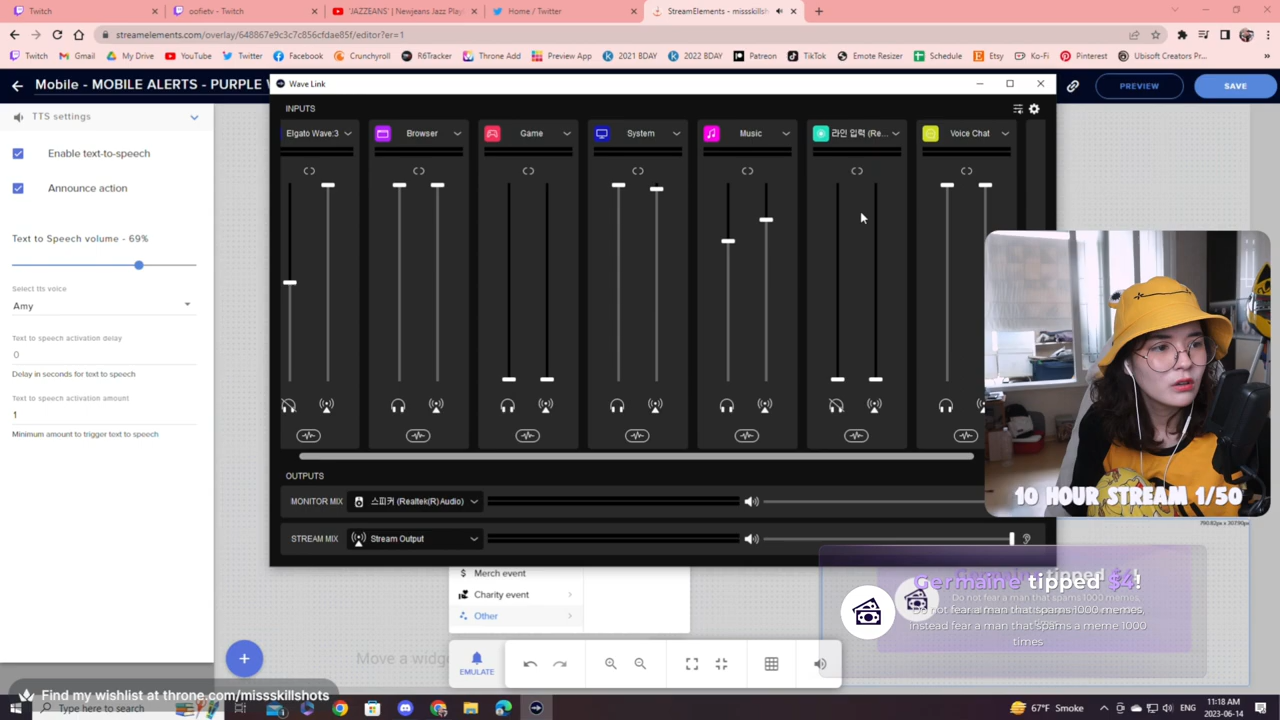 Twitch
oofietv - Twitch
'JAZZEANS' | Newjeans Jazz Play
Home / Twitter
StreamElements - missskillsh
streamelements.com/overlay/648867e9c3c7c856cfdae85f/editor?er=1
Twitch
Gmail
My Drive
YouTube
Twitter
Facebook
Crunchyroll
R6Tracker
Throne Add
Preview App
2021 BDAY
2022 BDAY
Patreon
TikTok
Emote Resizer
Schedule
Etsy
Ko-Fi
Pinterest
Ubisoft Creators Pr...
Mobile - MOBILE ALERTS - PURPLE
PREVIEW
SAVE
TTS settings
Enable text-to-speech
Announce action
Text to Speech volume - 69%
Select tts voice
Amy
Text to speech activation delay
0
Delay in seconds for text to speech
Text to speech activation amount
1
Minimum amount to trigger text to speech
Wave Link
INPUTS
Elgato Wave:3
Browser
Game
System
Music
라인 입력 (Re...
Voice Chat
OUTPUTS
MONITOR MIX
스피커 (Realtek(R) Audio)
STREAM MIX
Stream Output
Merch event
Charity event
Other
Move a widge
EMULATE
10 HOUR STREAM 1/50
790.82px x 307.90px
Germaine tipped $4!
Do not fear a man that spams 1000 memes,
instead fear a man that spams a meme 1000
times
Find my wishlist at throne.com/missskillshots
Type here to search
67°F Smoke
ENG
11:18 AM
2023-06-14